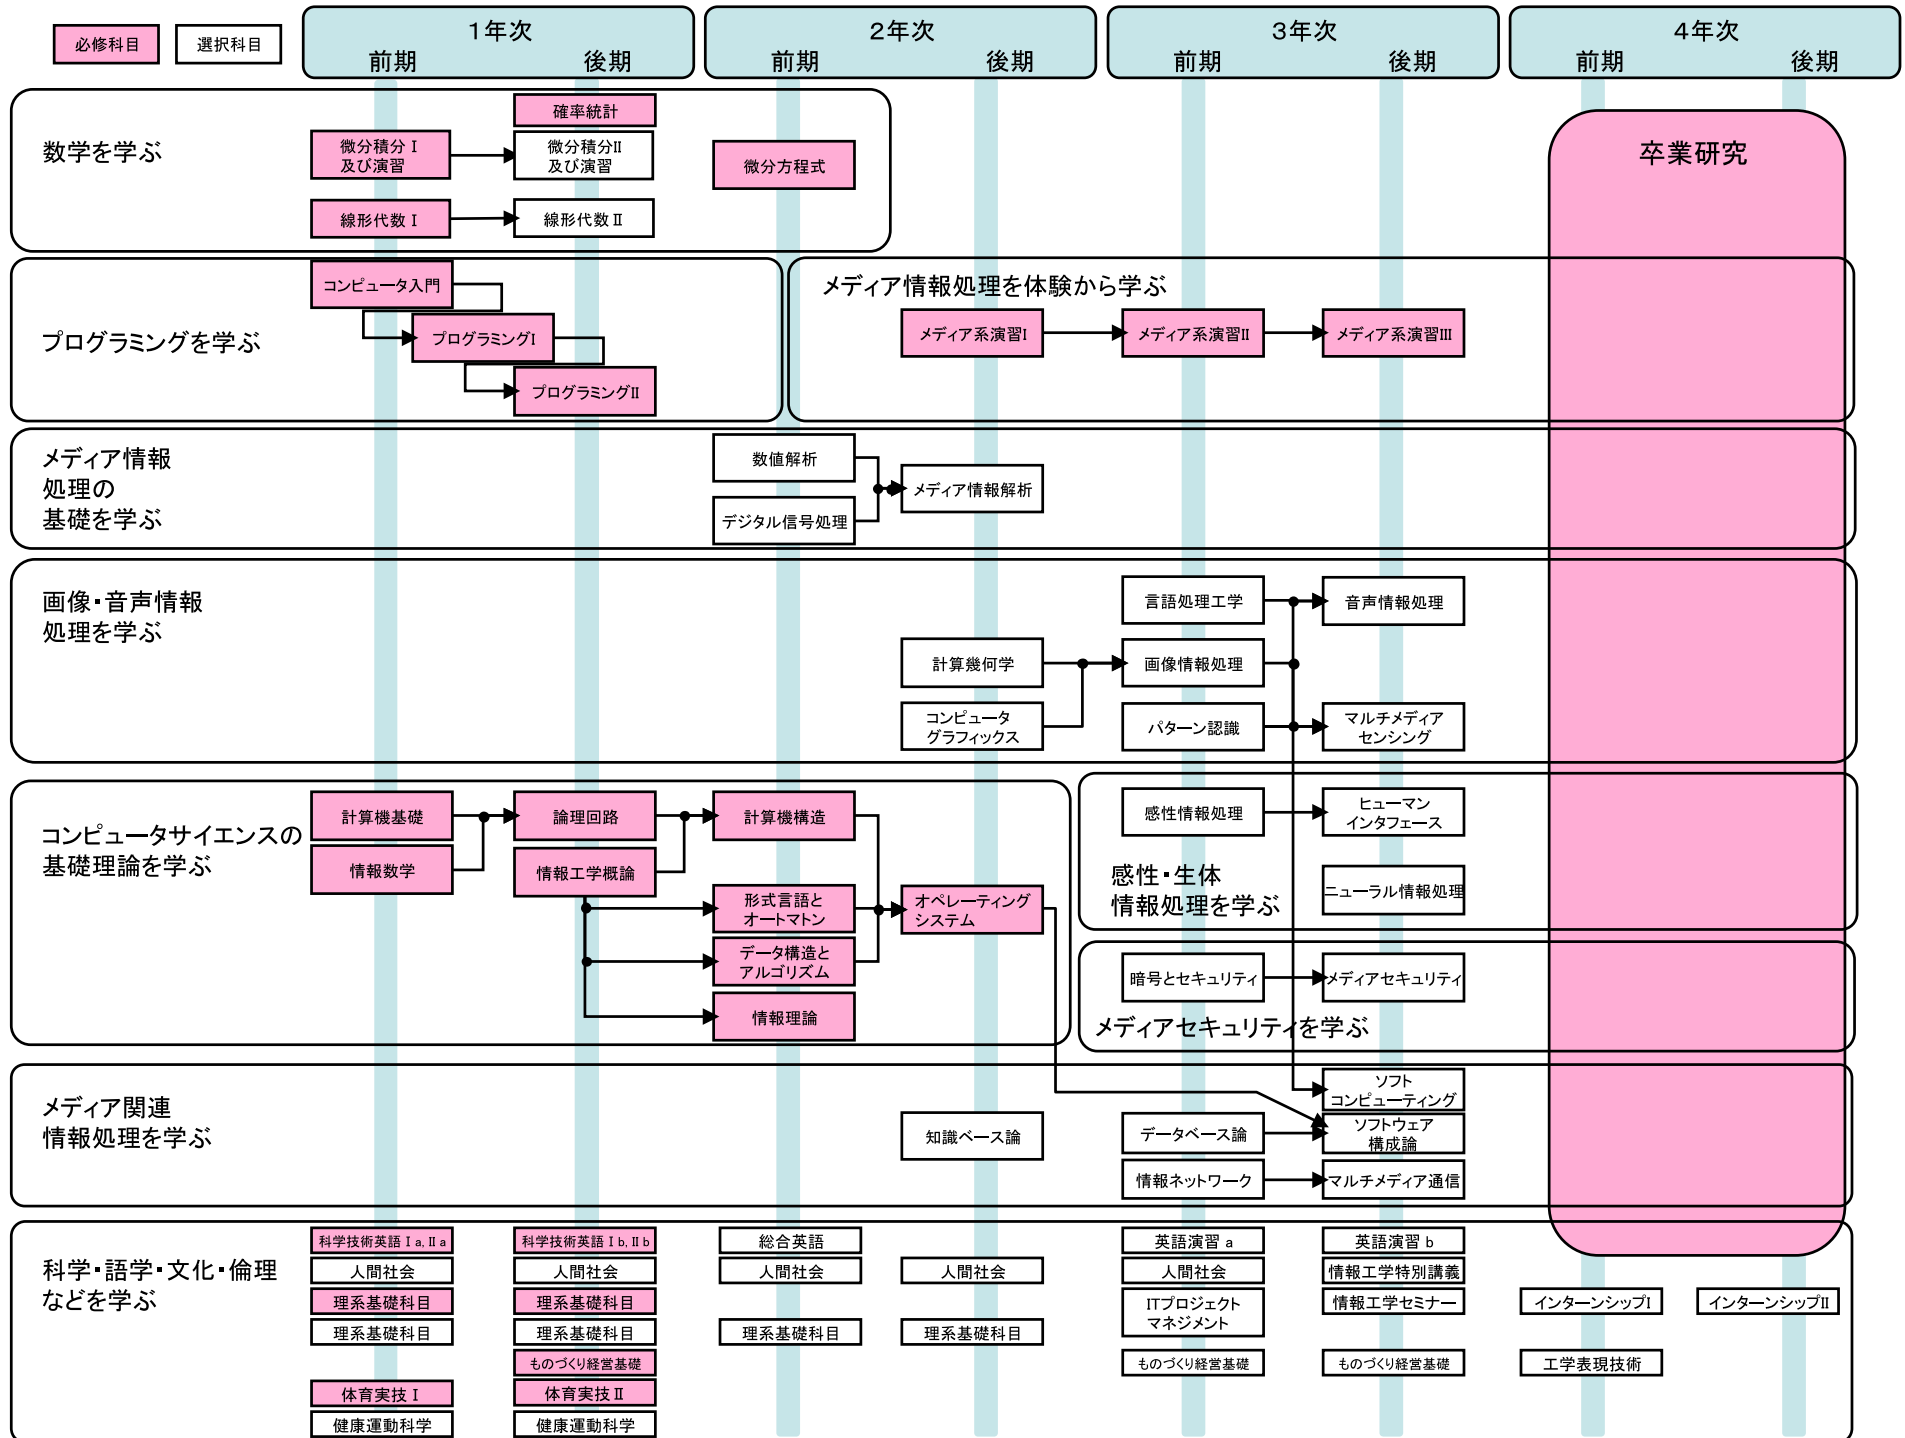 必修科目
選択科目
1年次
前期 後期
2年次
前期 後期
3年次
前期 後期
4年次
前期 後期
数学を学ぶ
確率統計
微分積分 I
及び演習
微分積分II
及び演習
微分方程式
線形代数 I
線形代数 II
卒業研究
プログラミングを学ぶ
コンピュータ入門
プログラミングI
プログラミングII
メディア情報処理を体験から学ぶ
メディア系演習I
メディア系演習II
メディア系演習III
メディア情報
処理の
基礎を学ぶ
数値解析
デジタル信号処理
メディア情報解析
画像・音声情報
処理を学ぶ
言語処理工学
音声情報処理
計算幾何学
画像情報処理
コンピュータ
グラフィックス
パターン認識
マルチメディア
センシング
コンピュータサイエンスの
基礎理論を学ぶ
計算機基礎
論理回路
計算機構造
情報数学
情報工学概論
形式言語と
オートマトン
オペレーティング
システム
データ構造と
アルゴリズム
情報理論
感性情報処理
ヒューマン
インタフェース
感性・生体
情報処理を学ぶ
ニューラル情報処理
暗号とセキュリティ
メディアセキュリティ
メディアセキュリティを学ぶ
メディア関連
情報処理を学ぶ
ソフト
コンピューティング
知識ベース論
データベース論
ソフトウェア
構成論
情報ネットワーク
マルチメディア通信
科学・語学・文化・倫理
などを学ぶ
科学技術英語 I a, II a
科学技術英語 I b, II b
総合英語
英語演習 a
英語演習 b
人間社会
人間社会
人間社会
人間社会
人間社会
情報工学特別講義
理系基礎科目
理系基礎科目
ITプロジェクト
マネジメント
情報工学セミナー
インターンシップI
インターンシップII
理系基礎科目
理系基礎科目
理系基礎科目
理系基礎科目
ものづくり経営基礎
ものづくり経営基礎
ものづくり経営基礎
工学表現技術
体育実技 I
体育実技 II
健康運動科学
健康運動科学